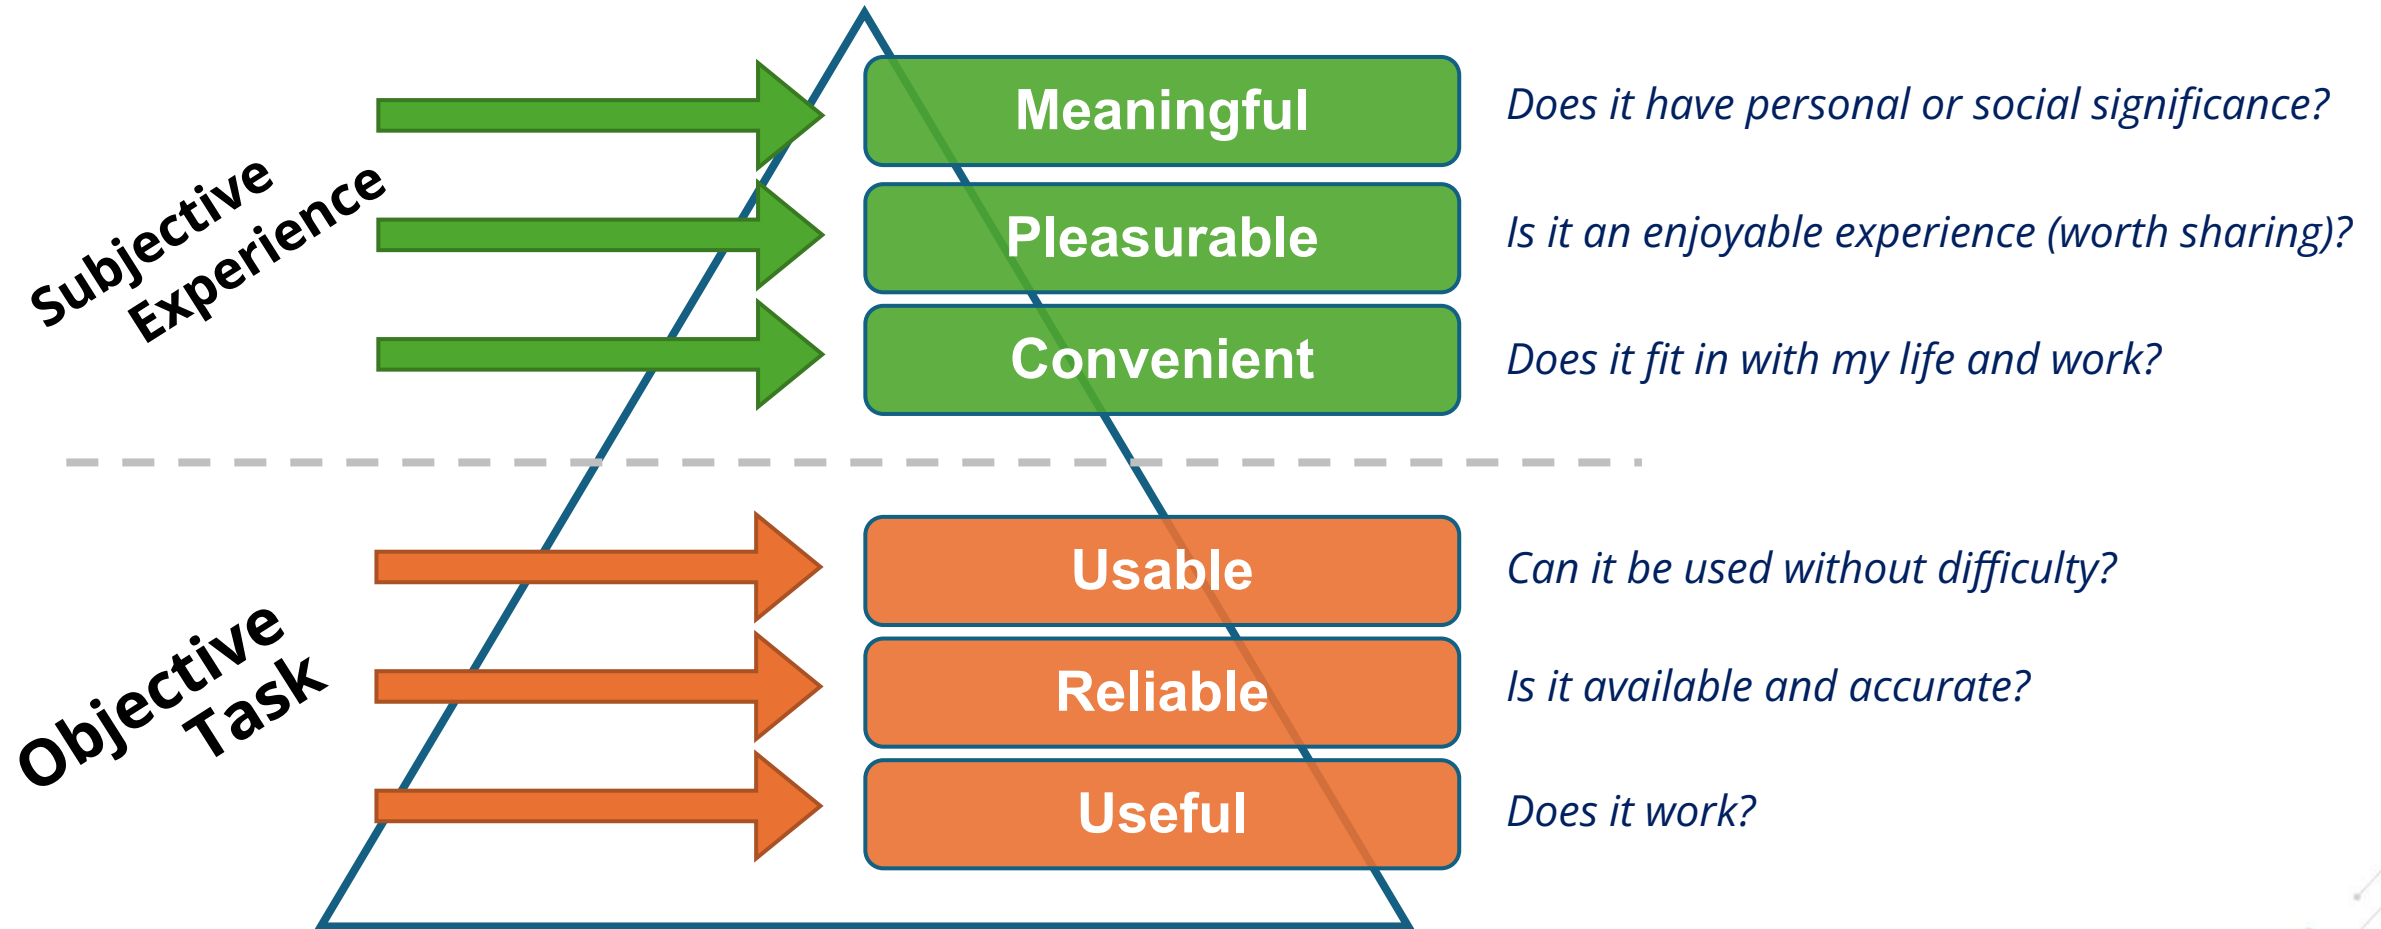 Subjective
Experience
Meaningful
Does it have personal or social significance?
Pleasurable
Is it an enjoyable experience (worth sharing)?
Convenient
Does it fit in with my life and work?
Objective
Task
Usable
Can it be used without difficulty?
Reliable
Is it available and accurate?
Useful
Does it work?